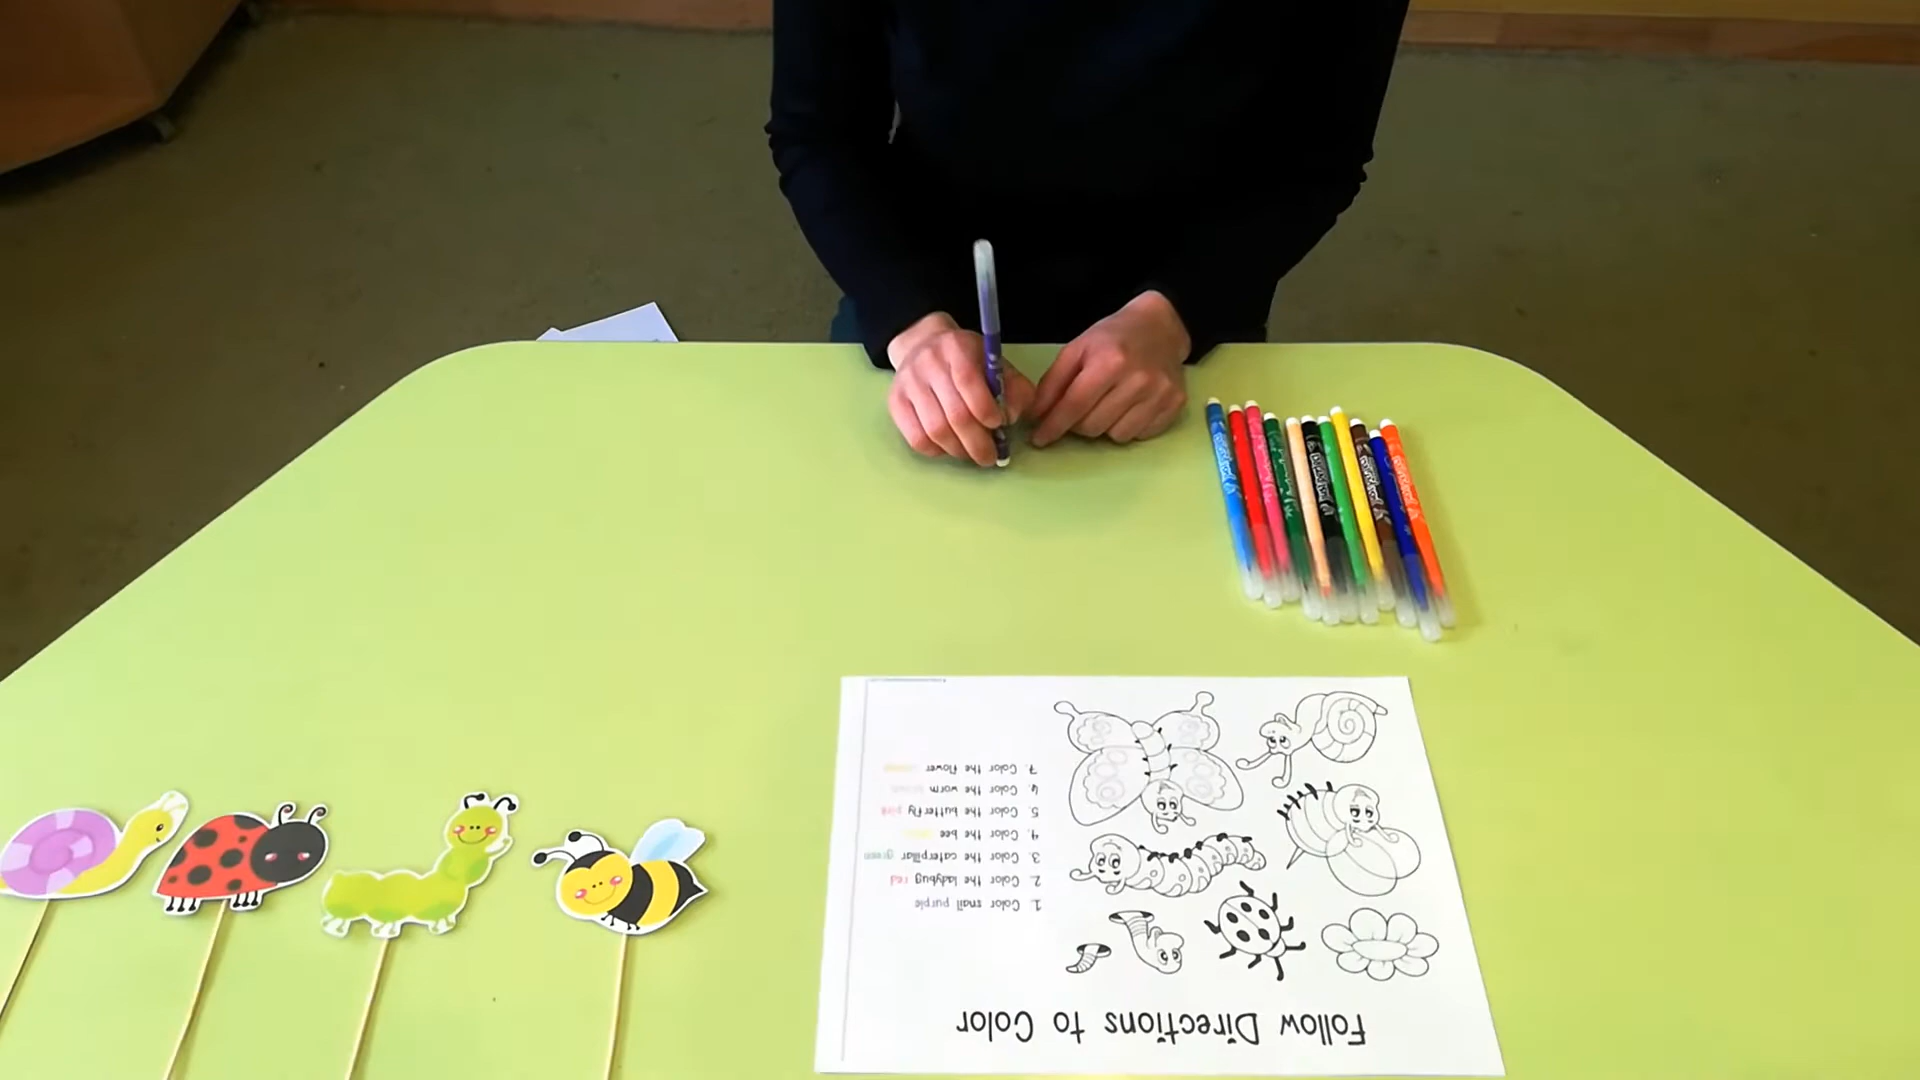 Follow Directions to Color
1. Color snail purple
2. Color the ladybug red
3. Color the caterpillar green
4. Color the bee
5. Color the butterfly pink
6. Color the worm brown
7. Color the flower